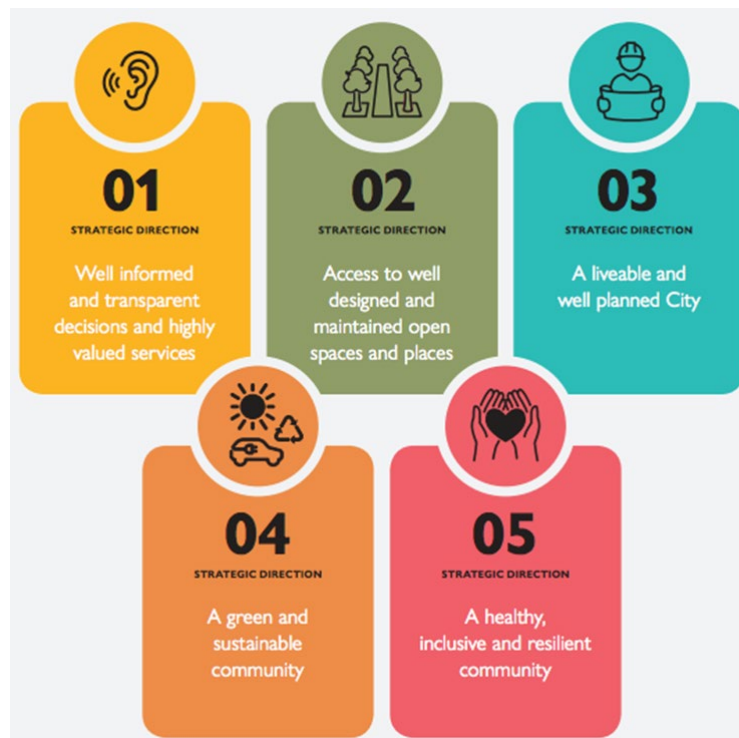 01
STRATEGIC DIRECTION
Well informed
and transparent
decisions and highly
valued services
02
STRATEGIC DIRECTION
Access to well
designed and
maintained open
spaces and places
03
STRATEGIC DIRECTION
A liveable and
well planned City
04
STRATEGIC DIRECTION
A green and
sustainable
community
05
STRATEGIC DIRECTION
A healthy,
inclusive and resilient
community